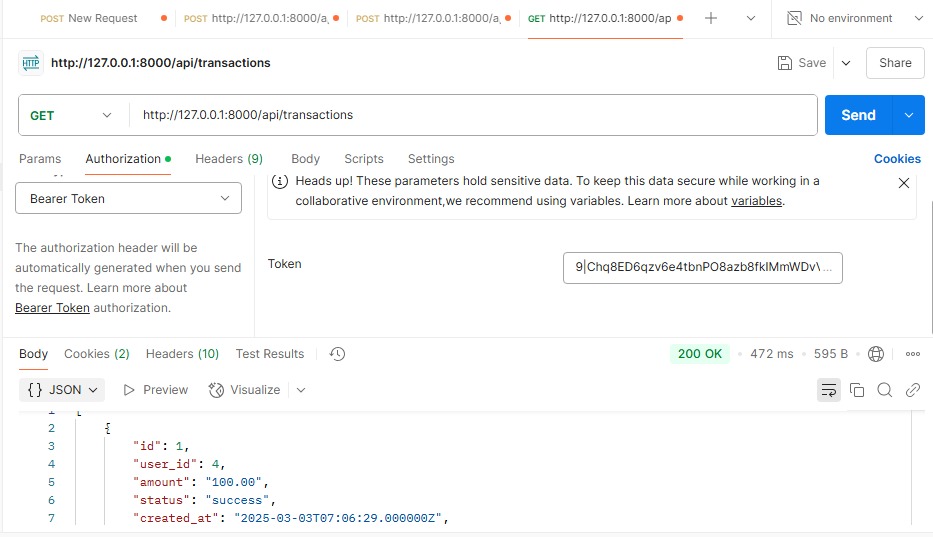 POST New Request POST http://127.0.0.1:8000/a POST http://127.0.0.1:8000/a GET http://127.0.0.1:8000/ap No environment
HTTP http://127.0.0.1:8000/api/transactions Save Share
GET http://127.0.0.1:8000/api/transactions Send
Params Authorization Headers (9) Body Scripts Settings Cookies
Bearer Token
Heads up! These parameters hold sensitive data. To keep this data secure while working in a
collaborative environment,we recommend using variables. Learn more about variables.
The authorization header will be
automatically generated when you send
the request. Learn more about
Bearer Token authorization.
Token 9|Chq8ED6qzv6e4tbnPO8azb8fkIMmWDv\ ...
Body Cookies (2) Headers (10) Test Results 200 OK 472 ms 595 B
{} JSON Preview Visualize
1 [
2 {
3 "id": 1,
4 "user_id": 4,
5 "amount": "100.00",
6 "status": "success",
7 "created_at": "2025-03-03T07:06:29.000000Z",